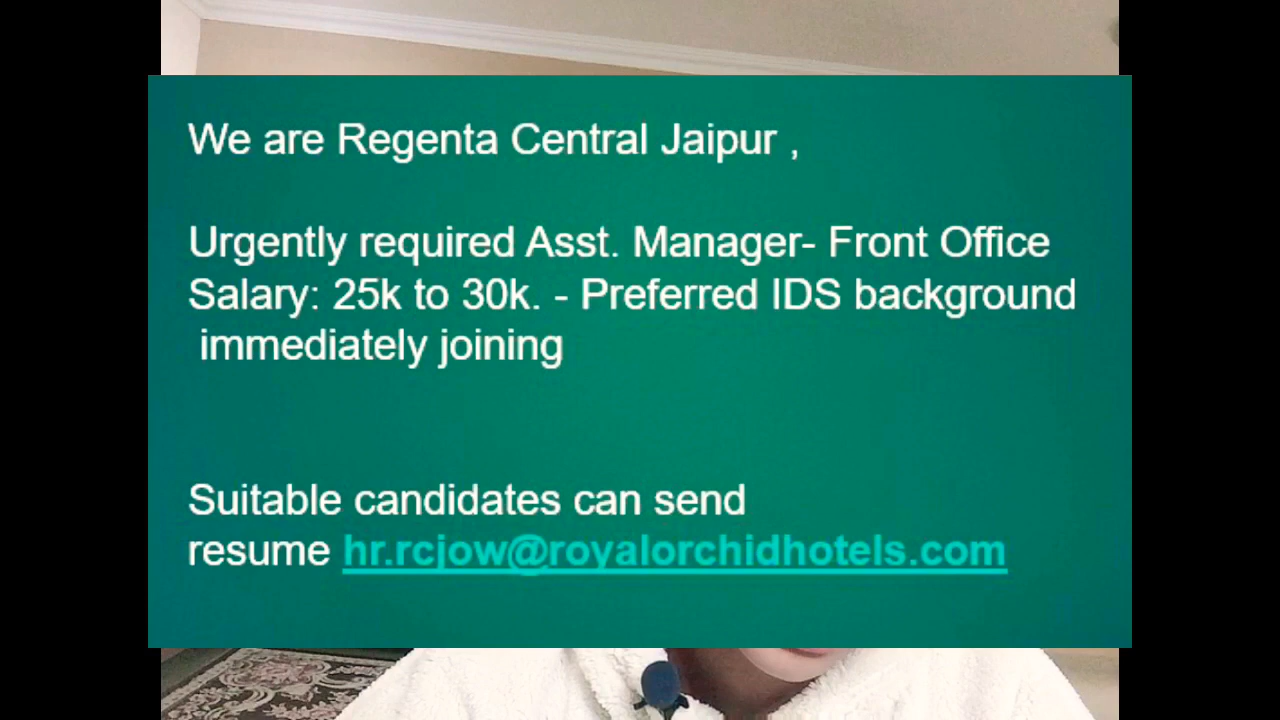 We are Regenta Central Jaipur ,
Urgently required Asst. Manager- Front Office
Salary: 25k to 30k. - Preferred IDS background
immediately joining
Suitable candidates can send
resume hr.rcjow@royalorchidhotels.com